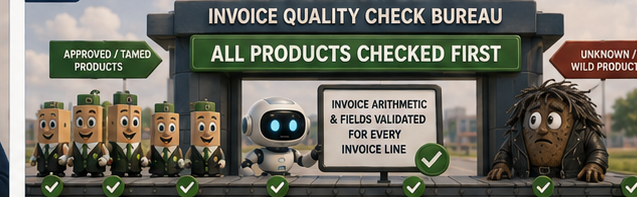 INVOICE QUALITY CHECK BUREAU
ALL PRODUCTS CHECKED FIRST
APPROVED / TAMED
PRODUCTS
UNKNOWN /
WILD PRODUCT
INVOICE ARITHMETIC
& FIELDS VALIDATED
FOR EVERY
INVOICE LINE